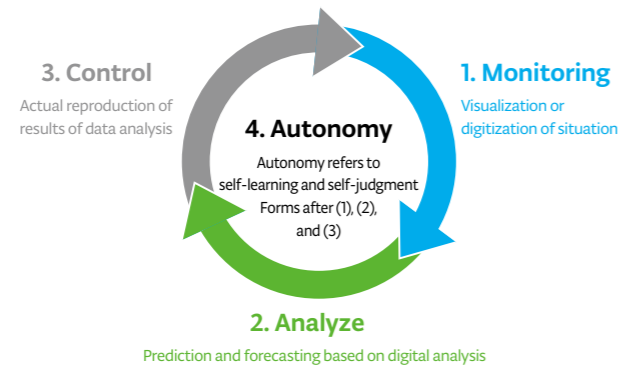 3. Control
Actual reproduction of
results of data analysis
1. Monitoring
Visualization or
digitization of situation
4. Autonomy
Autonomy refers to
self-learning and self-judgment
Forms after (1), (2),
and (3)
2. Analyze
Prediction and forecasting based on digital analysis